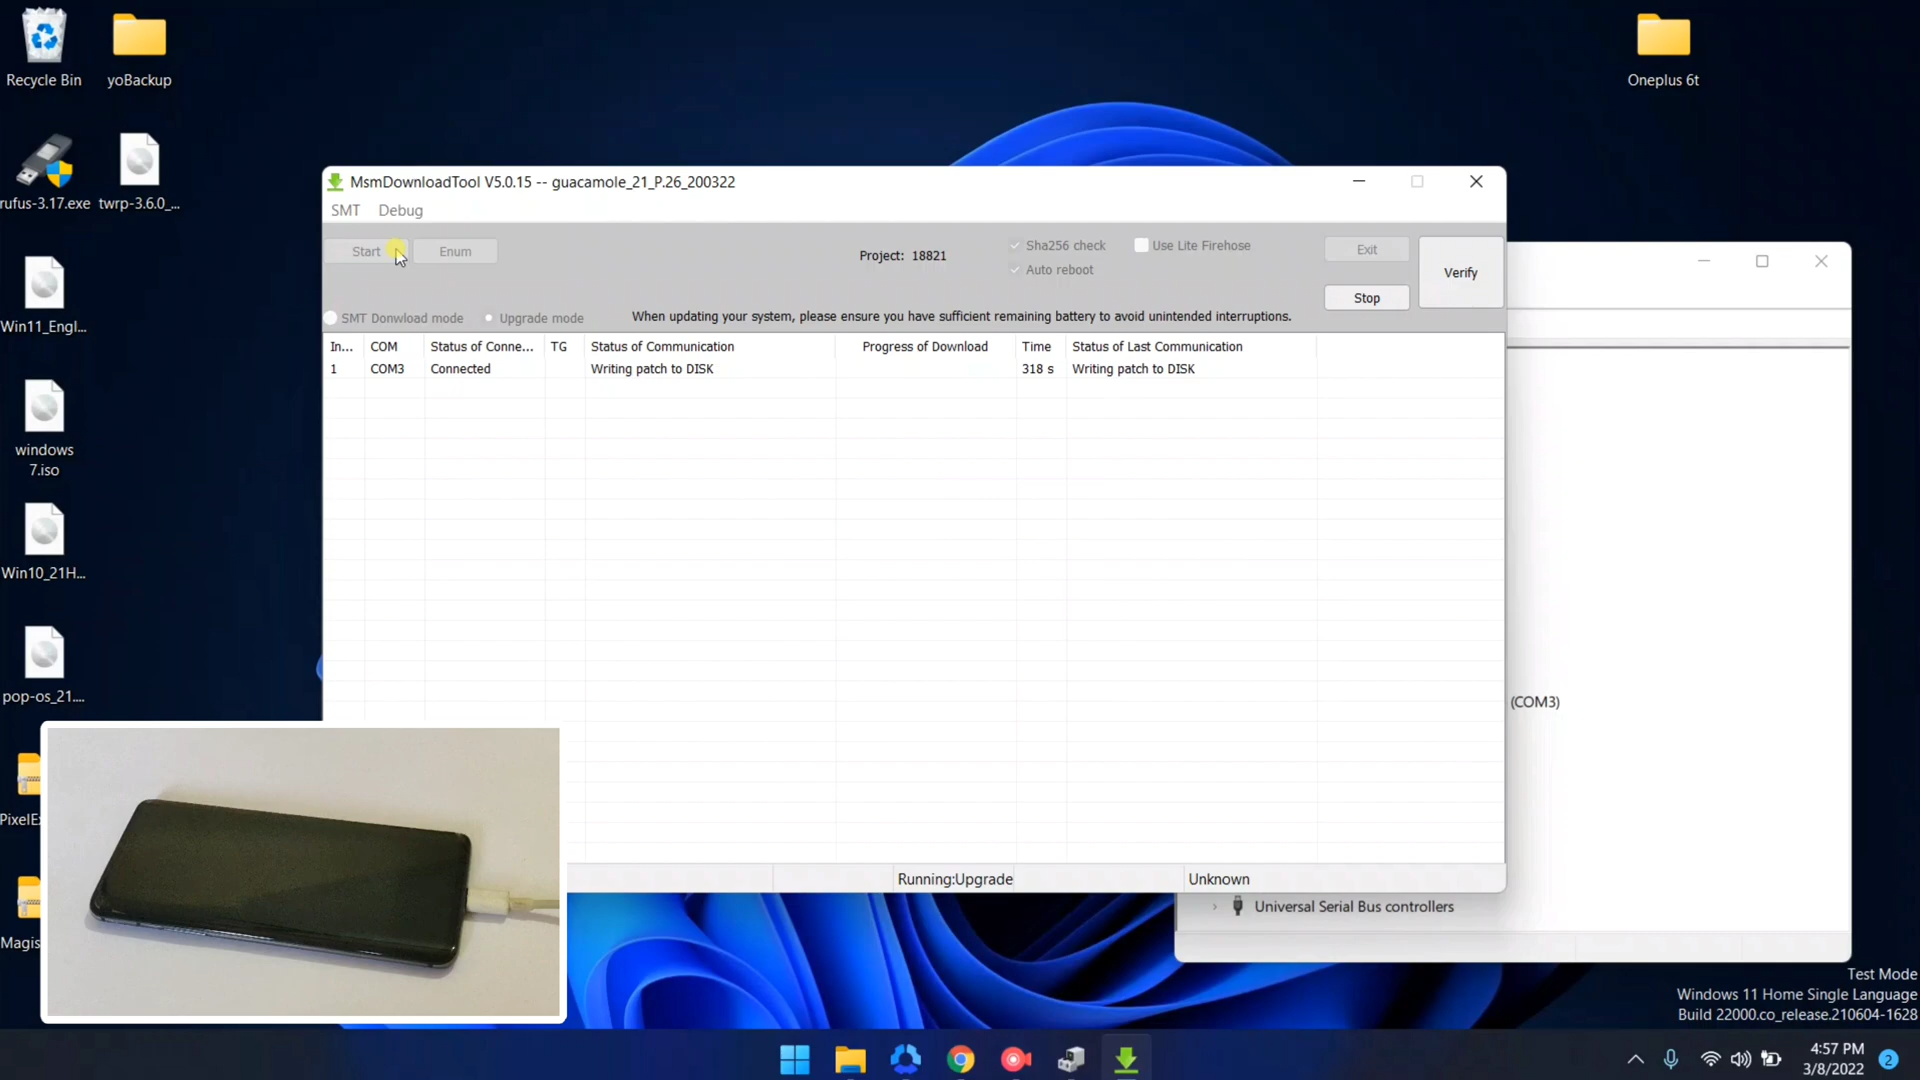 Recycle Bin
yoBackup
Oneplus 6t
rufus-3.17.exe
twrp-3.6.0_...
Win11_Engl...
windows
7.iso
Win10_21H...
pop-os_21....
PixelEx
Magis
MsmDownloadTool V5.0.15 -- guacamole_21_P.26_200322
SMT Debug
Start Enum
Project: 18821
Sha256 check
Use Lite Firehose
Auto reboot
Exit
Verify
Stop
SMT Donwload mode Upgrade mode
When updating your system, please ensure you have sufficient remaining battery to avoid unintended interruptions.
In... COM Status of Conne... TG Status of Communication Progress of Download Time Status of Last Communication
1 COM3 Connected Writing patch to DISK 318 s Writing patch to DISK
Running:Upgrade Unknown
(COM3)
Universal Serial Bus controllers
Test Mode
Windows 11 Home Single Language
Build 22000.co_release.210604-1628
4:57 PM
3/8/2022
2